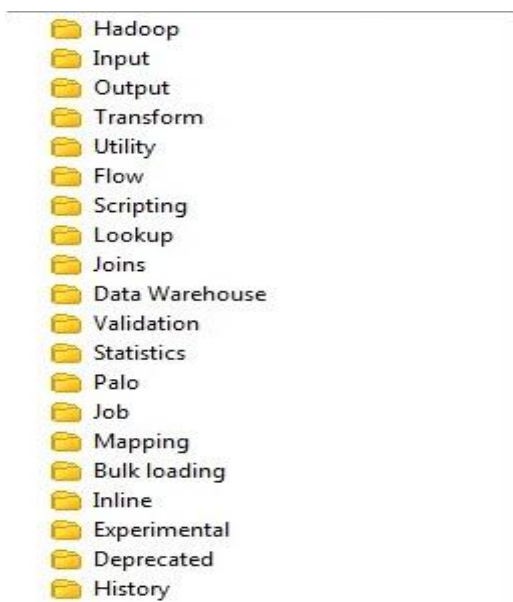 Hadoop
Input
Output
Transform
Utility
Flow
Scripting
Lookup
Joins
Data Warehouse
Validation
Statistics
Palo
Job
Mapping
Bulk loading
Inline
Experimental
Deprecated
History